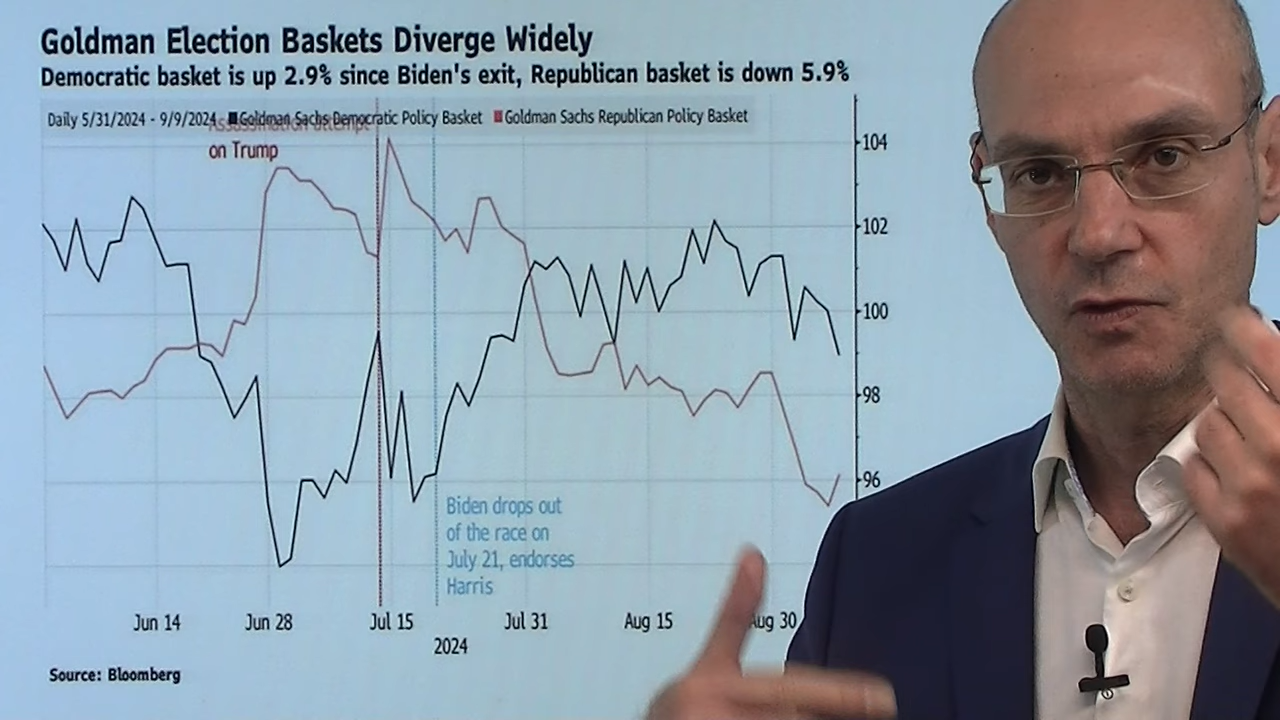 Goldman Election Baskets Diverge Widely
Democratic basket is up 2.9% since Biden's exit, Republican basket is down 5.9%
Daily 5/31/2024 - 9/9/2024 Goldman Sachs Democratic Policy Basket Goldman Sachs Republican Policy Basket
Assassination attempt
on Trump
104
102
100
98
96
Biden drops out
of the race on
July 21, endorses
Harris
Jun 14 Jun 28 Jul 15 Jul 31 Aug 15 Aug 30
2024
Source: Bloomberg